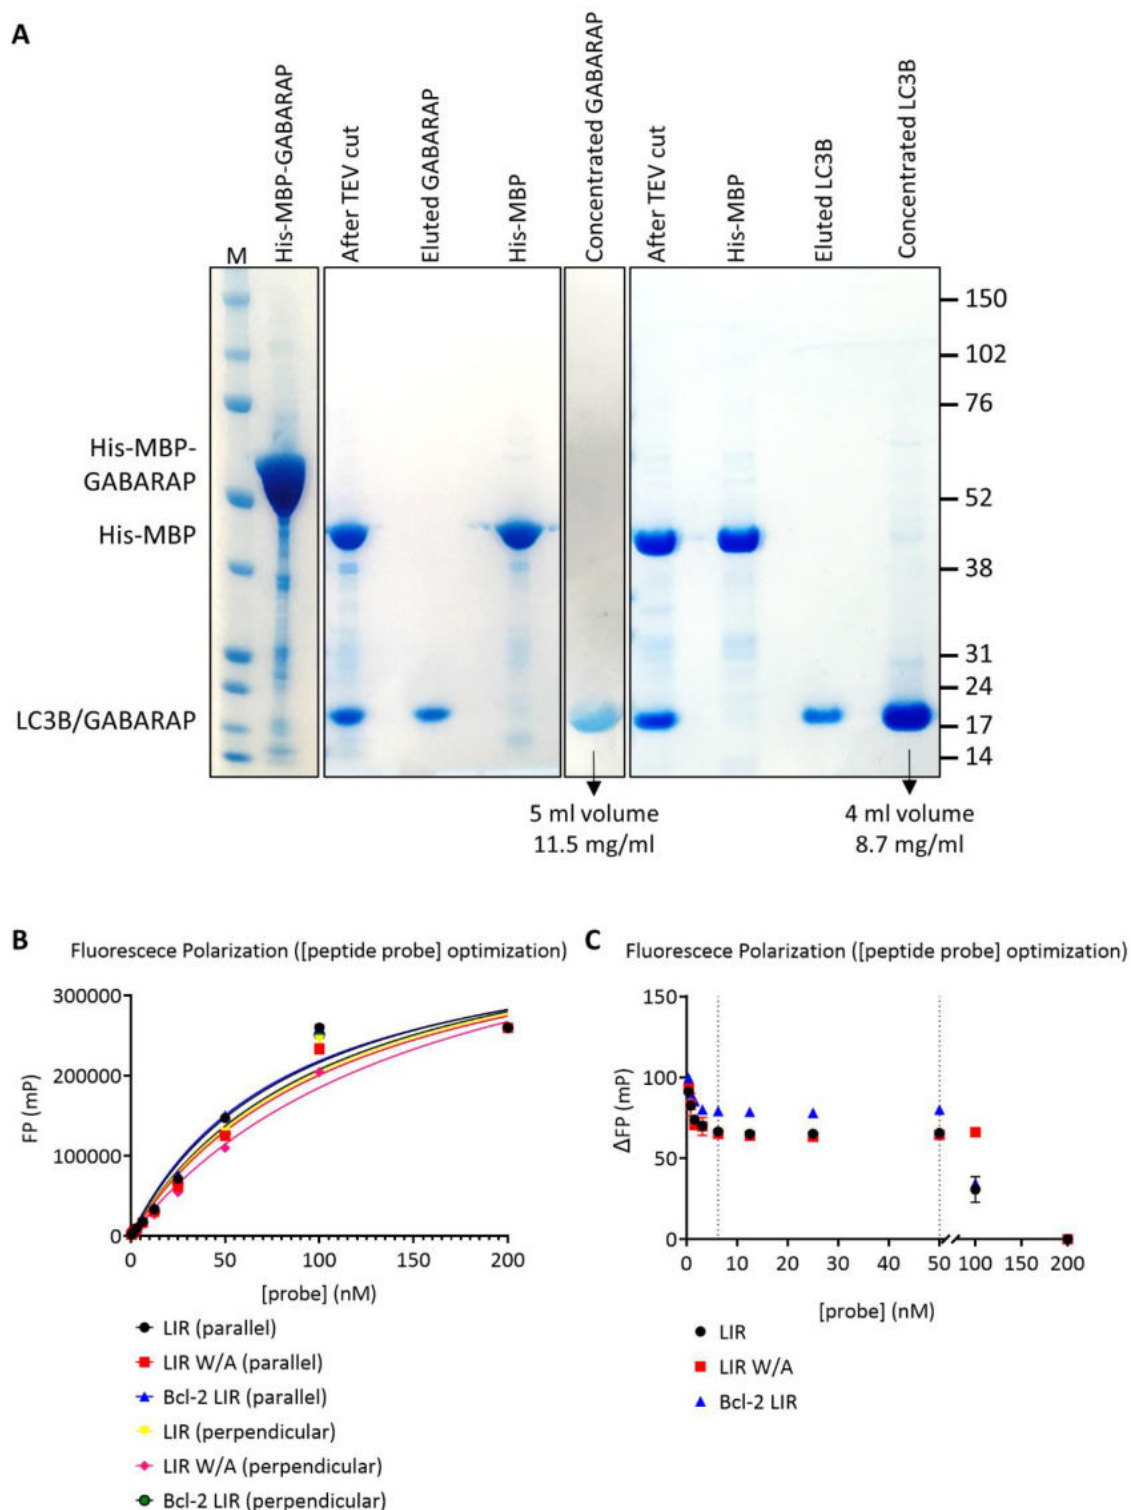 A
M
His-MBP-GABARAP
After TEV cut
Eluted GABARAP
His-MBP
Concentrated GABARAP
After TEV cut
His-MBP
Eluted LC3B
Concentrated LC3B
150
102
76
His-MBP-
GABARAP
52
His-MBP
38
31
24
LC3B/GABARAP
17
14
5 ml volume
11.5 mg/ml
4 ml volume
8.7 mg/ml
B
Fluorescece Polarization ([peptide probe] optimization)
300000
200000
100000
0
FP (mP)
0 50 100 150 200
[probe] (nM)
LIR (parallel)
LIR W/A (parallel)
Bcl-2 LIR (parallel)
LIR (perpendicular)
LIR W/A (perpendicular)
Bcl-2 LIR (perpendicular)
C
Fluorescece Polarization ([peptide probe] optimization)
150
100
50
0
ΔFP (mP)
0 10 20 30 40 50 100 150 200
[probe] (nM)
LIR
LIR W/A
Bcl-2 LIR